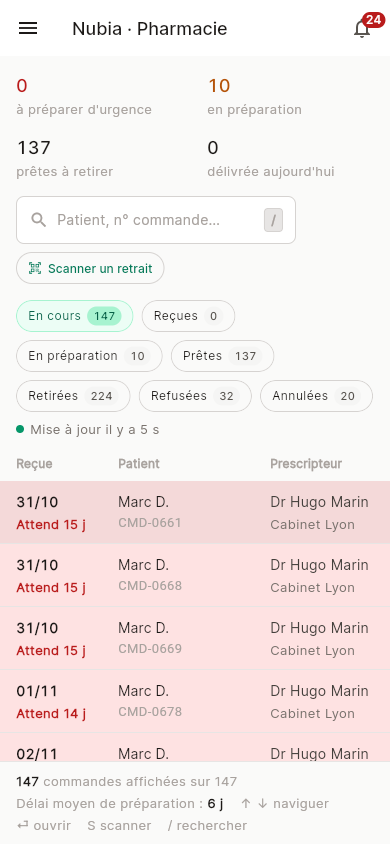 Nubia · Pharmacie
24
0
à préparer d'urgence
10
en préparation
137
prêtes à retirer
0
délivrée aujourd'hui
Patient, n° commande... /
Scanner un retrait
En cours 147
Reçues 0
En préparation 10
Prêtes 137
Retirées 224
Refusées 32
Annulées 20
Mise à jour il y a 5 s
Reçue Patient Prescripteur
31/10 Marc D. Dr Hugo Marin
Attend 15 j CMD-0661 Cabinet Lyon
31/10 Marc D. Dr Hugo Marin
Attend 15 j CMD-0668 Cabinet Lyon
31/10 Marc D. Dr Hugo Marin
Attend 15 j CMD-0669 Cabinet Lyon
01/11 Marc D. Dr Hugo Marin
Attend 14 j CMD-0678 Cabinet Lyon
02/11 Marc D. Dr Hugo Marin
147 commandes affichées sur 147
Délai moyen de préparation : 6 j ↑ ↓ naviguer
⏎ ouvrir S scanner / rechercher